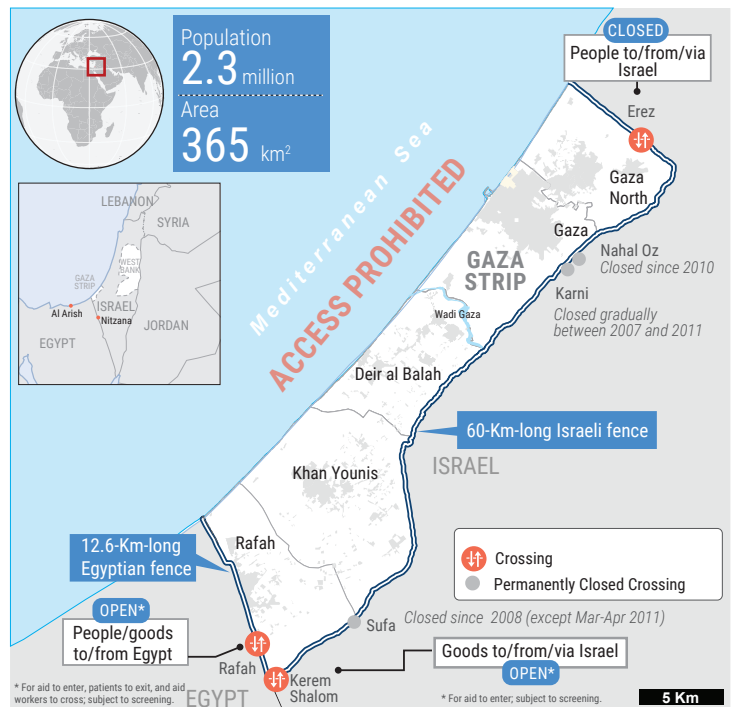 Population
2.3 million
Area
365 km²
CLOSED
People to/from/via
Israel
Erez
Gaza
North
Gaza
Nahal Oz
Closed since 2010
Karni
Closed gradually
between 2007 and 2011
Mediterranean Sea
ACCESS PROHIBITED
GAZA
STRIP
Wadi Gaza
LEBANON
SYRIA
WEST
BANK
GAZA
STRIP
Al Arish
ISRAEL
Nitzana
JORDAN
EGYPT
Deir al Balah
60-Km-long Israeli fence
ISRAEL
Khan Younis
12.6-Km-long
Egyptian fence
Rafah
Crossing
Permanently Closed Crossing
OPEN*
People/goods
to/from Egypt
Sufa
Closed since 2008 (except Mar-Apr 2011)
Rafah
Goods to/from/via Israel
OPEN*
Kerem
Shalom
EGYPT
* For aid to enter, patients to exit, and aid
workers to cross; subject to screening.
* For aid to enter; subject to screening.
5 Km